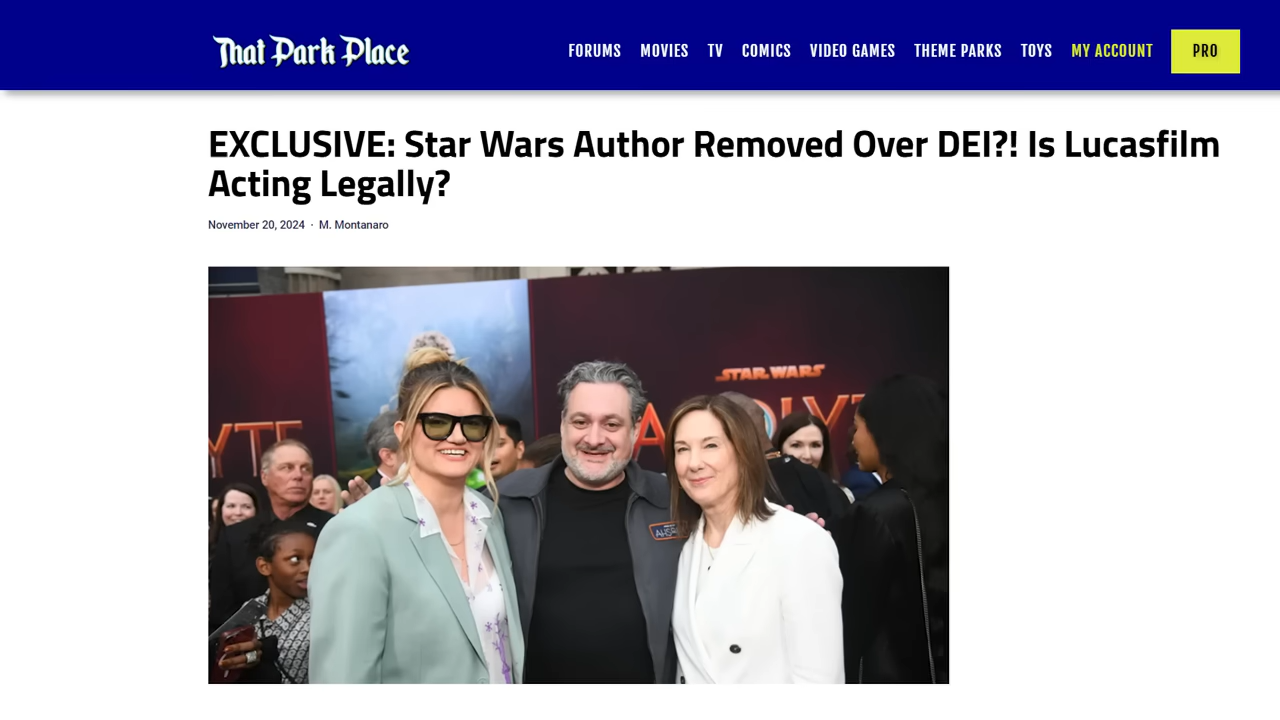 That Park Place
FORUMS MOVIES TV COMICS VIDEO GAMES THEME PARKS TOYS MY ACCOUNT PRO
EXCLUSIVE: Star Wars Author Removed Over DEI?! Is Lucasfilm
Acting Legally?
November 20, 2024 · M. Montanaro
STAR WARS